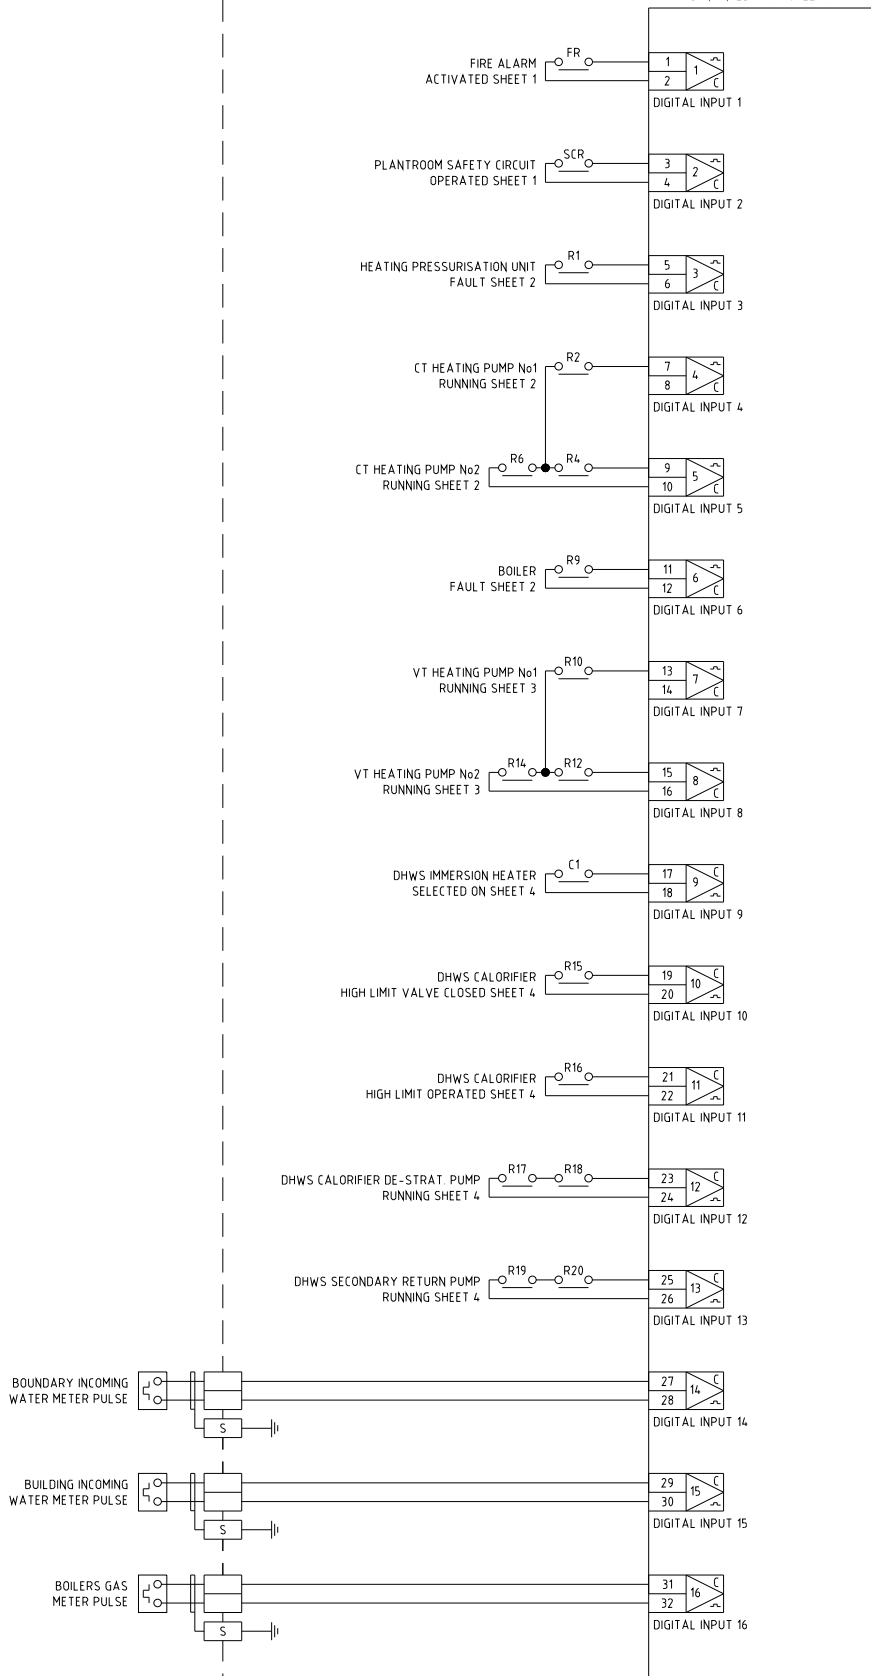 FR
FIRE ALARM
ACTIVATED SHEET 1
1
2
1
C
DIGITAL INPUT 1
SCR
PLANTROOM SAFETY CIRCUIT
OPERATED SHEET 1
3
4
2
C
DIGITAL INPUT 2
R1
HEATING PRESSURISATION UNIT
FAULT SHEET 2
5
6
3
C
DIGITAL INPUT 3
R2
CT HEATING PUMP No1
RUNNING SHEET 2
7
8
4
C
DIGITAL INPUT 4
R6
R4
CT HEATING PUMP No2
RUNNING SHEET 2
9
10
5
C
DIGITAL INPUT 5
R9
BOILER
FAULT SHEET 2
11
12
6
C
DIGITAL INPUT 6
R10
VT HEATING PUMP No1
RUNNING SHEET 3
13
14
7
C
DIGITAL INPUT 7
R14
R12
VT HEATING PUMP No2
RUNNING SHEET 3
15
16
8
C
DIGITAL INPUT 8
C1
DHWS IMMERSION HEATER
SELECTED ON SHEET 4
17
18
9
C
DIGITAL INPUT 9
R15
DHWS CALORIFIER
HIGH LIMIT VALVE CLOSED SHEET 4
19
20
10
C
DIGITAL INPUT 10
R16
DHWS CALORIFIER
HIGH LIMIT OPERATED SHEET 4
21
22
11
C
DIGITAL INPUT 11
R17
R18
DHWS CALORIFIER DE-STRAT. PUMP
RUNNING SHEET 4
23
24
12
C
DIGITAL INPUT 12
R19
R20
DHWS SECONDARY RETURN PUMP
RUNNING SHEET 4
25
26
13
C
DIGITAL INPUT 13
BOUNDARY INCOMING
WATER METER PULSE
S
27
28
14
C
DIGITAL INPUT 14
BUILDING INCOMING
WATER METER PULSE
S
29
30
15
C
DIGITAL INPUT 15
BOILERS GAS
METER PULSE
S
31
32
16
C
DIGITAL INPUT 16